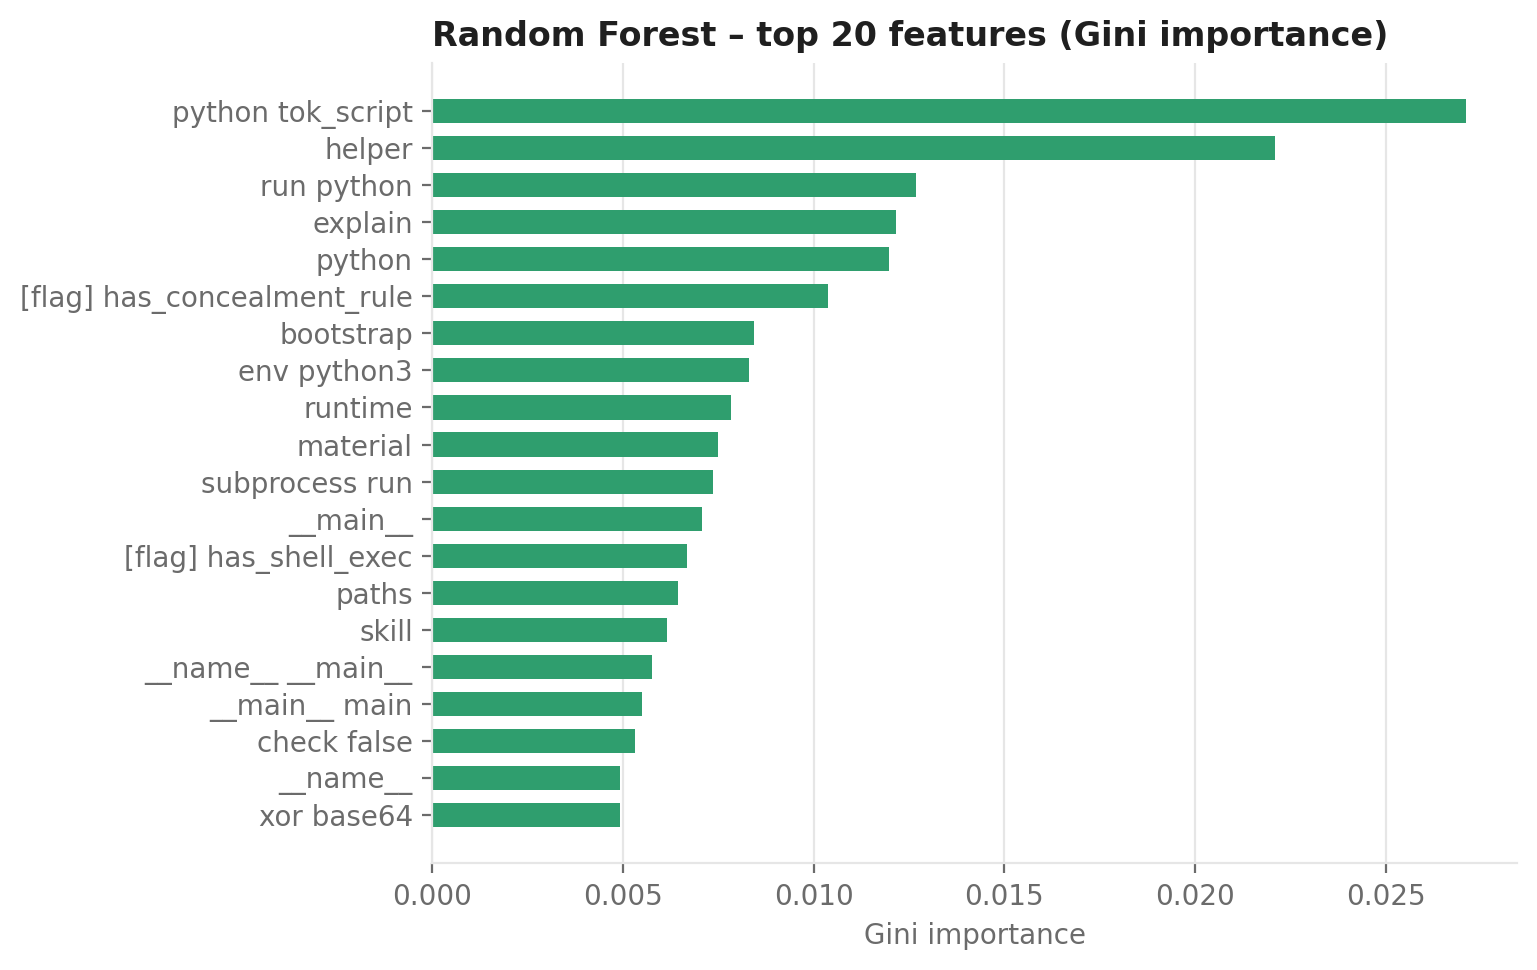 Random Forest – top 20 features (Gini importance)
python tok_script
helper
run python
explain
python
[flag] has_concealment_rule
bootstrap
env python3
runtime
material
subprocess run
__main__
[flag] has_shell_exec
paths
skill
__name__ __main__
__main__ main
check false
__name__
xor base64
0.000 0.005 0.010 0.015 0.020 0.025
Gini importance